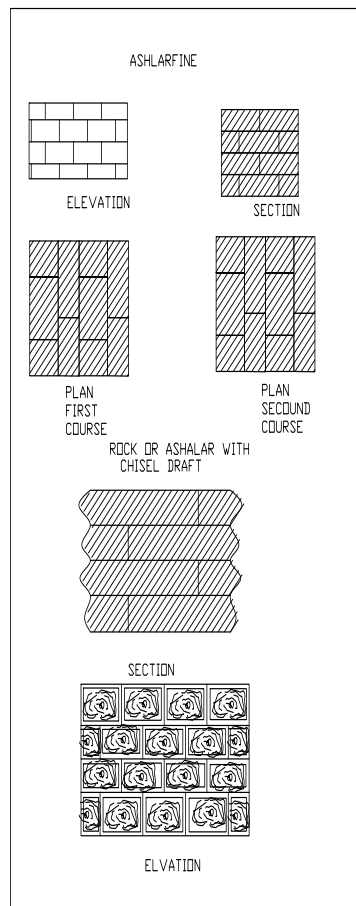 ASHLARFINE
ELEVATION
SECTION
PLAN
FIRST
COURSE
PLAN
SECOUND
COURSE
ROCK OR ASHALAR WITH
CHISEL DRAFT
SECTION
ELVATION